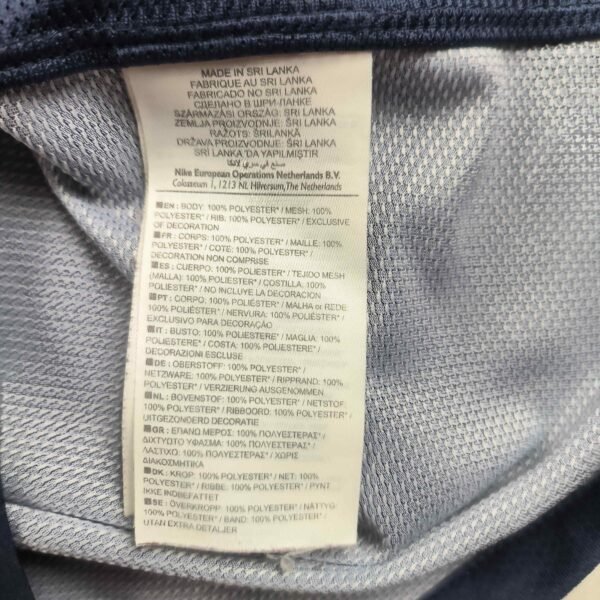 MADE IN SRI LANKA
FABRIQUE AU SRI LANKA
FABRICADO NO SRI LANKA
СДЕЛАНО В ШРИ-ЛАНКЕ
SZÁRMAZÁSI ORSZÁG: SRI LANKA
ZEMLJA PROIZVODNJE: ŠRI LANKA
RAŽOTS: ŠRILANKĀ
DRŽAVA PROIZVODNJE: ŠRI LANKA
SRİ LANKA'DA YAPILMIŞTIR
صنع في سري لانكا
Nike European Operations Netherlands B.V.
Colosseum 1, 1213 NL Hilversum, The Netherlands
EN : BODY: 100% POLYESTER* / MESH: 100%
POLYESTER* / RIB: 100% POLYESTER* / EXCLUSIVE
OF DECORATION
FR : CORPS: 100% POLYESTER* / MAILLE: 100%
POLYESTER* / COTE: 100% POLYESTER* /
DECORATION NON COMPRISE
ES : CUERPO: 100% POLIESTER* / TEJIDO MESH
(MALLA): 100% POLIESTER* / COSTILLA: 100%
POLIESTER* / NO INCLUYE LA DECORACION
PT : CORPO: 100% POLIÉSTER* / MALHA or REDE
100% POLIÉSTER* / NERVURA: 100% POLIÉSTER* /
EXCLUSIVO PARA DECORAÇÃO
IT : BUSTO: 100% POLIESTERE* / MAGLIA: 100%
POLIESTERE* / COSTA: 100% POLIESTERE* /
DECORAZIONI ESCLUSE
DE : OBERSTOFF: 100% POLYESTER* /
NETZWARE: 100% POLYESTER* / RIPPRAND: 100%
POLYESTER* / VERZIERUNG AUSGENOMMEN
NL : BOVENSTOF: 100% POLYESTER* / NETSTOF:
100% POLYESTER* / RIBBOORD: 100% POLYESTER* /
UITGEZONDERD DECORATIE
GR : ΕΠΑΝΩ ΜΕΡΟΣ: 100% ΠΟΛΥΕΣΤΕΡΑΣ* /
ΔΙΧΤΥΩΤΟ ΥΦΑΣΜΑ: 100% ΠΟΛΥΕΣΤΕΡΑΣ* /
ΛΑΣΤΙΧΟ: 100% ΠΟΛΥΕΣΤΕΡΑΣ* / ΧΩΡΙΣ
ΔΙΑΚΟΣΜΗΤΙΚΑ
DK : KROP: 100% POLYESTER* / NET: 100%
POLYESTER* / RIBBE: 100% POLYESTER* / PYNT
IKKE INDBEFATTET
SE : ÖVERKROPP: 100% POLYESTER* / NÄTTYG:
100% POLYESTER* / BAND: 100% POLYESTER* /
UTAN EXTRA DETALJER